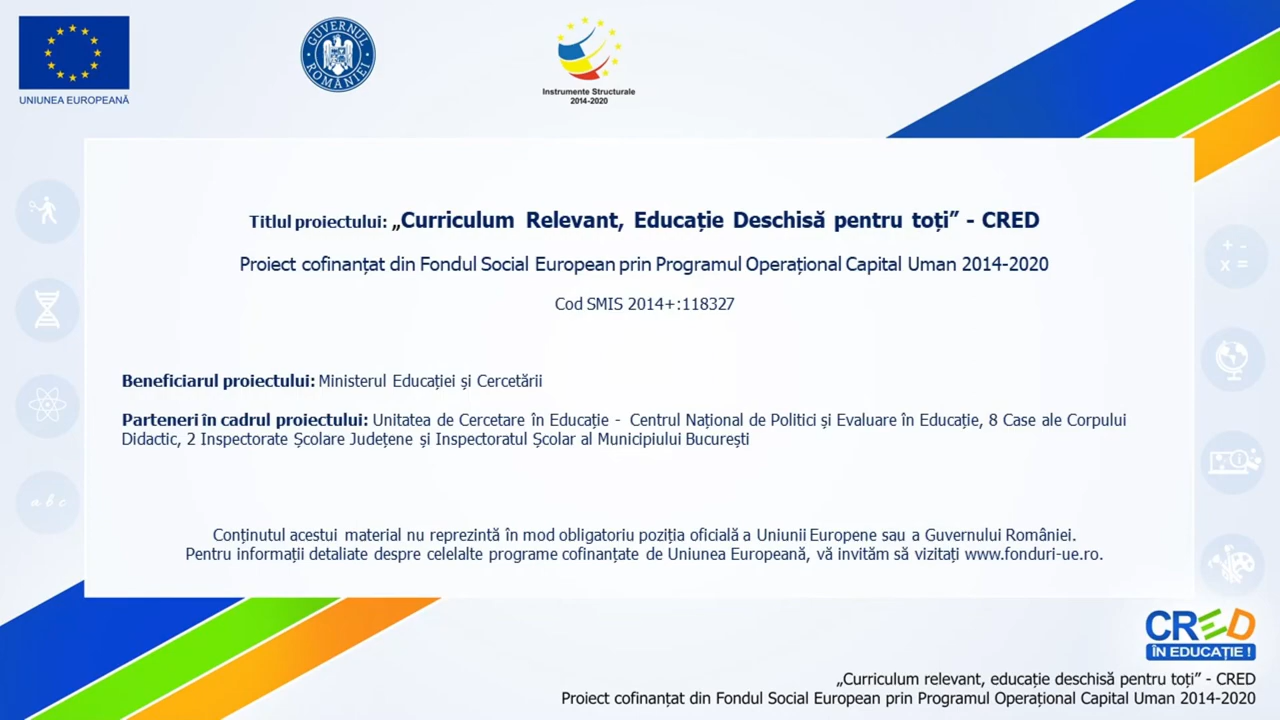 UNIUNEA EUROPEANĂ
GUVERNUL ROMÂNIEI
Instrumente Structurale
2014-2020
Titlul proiectului: „Curriculum Relevant, Educație Deschisă pentru toți” - CRED
Proiect cofinanțat din Fondul Social European prin Programul Operațional Capital Uman 2014-2020
Cod SMIS 2014+:118327
Beneficiarul proiectului: Ministerul Educației și Cercetării
Parteneri în cadrul proiectului: Unitatea de Cercetare în Educație - Centrul Național de Politici și Evaluare în Educație, 8 Case ale Corpului
Didactic, 2 Inspectorate Școlare Județene și Inspectoratul Școlar al Municipiului București
+ -
x =
a b c
Conținutul acestui material nu reprezintă în mod obligatoriu poziția oficială a Uniunii Europene sau a Guvernului României.
Pentru informații detaliate despre celelalte programe cofinanțate de Uniunea Europeană, vă invităm să vizitați www.fonduri-ue.ro.
CRED
ÎN EDUCAȚIE !
„Curriculum relevant, educație deschisă pentru toți” - CRED
Proiect cofinanțat din Fondul Social European prin Programul Operațional Capital Uman 2014-2020